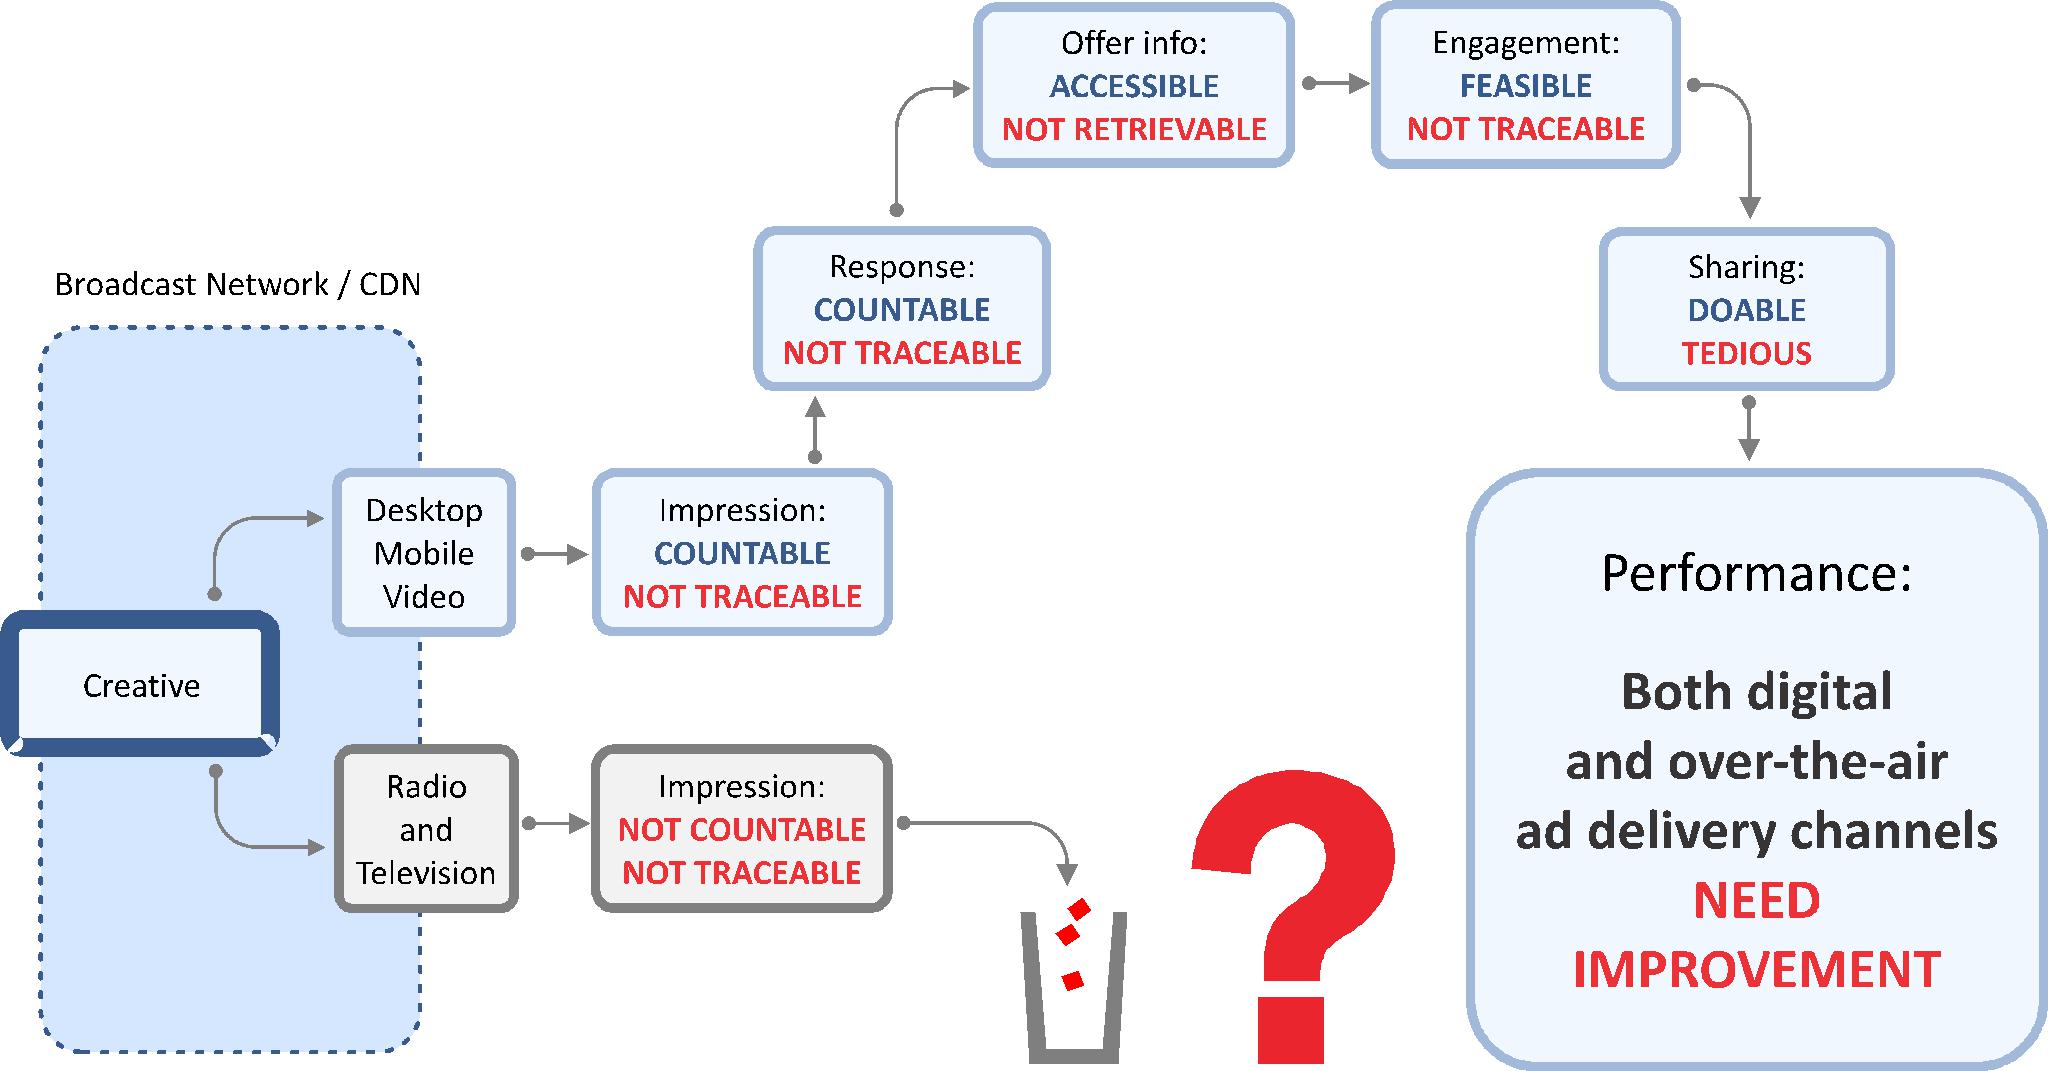 Offer info:
ACCESSIBLE
NOT RETRIEVABLE
Engagement:
FEASIBLE
NOT TRACEABLE
Broadcast Network / CDN
Response:
COUNTABLE
NOT TRACEABLE
Sharing:
DOABLE
TEDIOUS
Desktop
Mobile
Video
Impression:
COUNTABLE
NOT TRACEABLE
Creative
Radio
and
Television
Impression:
NOT COUNTABLE
NOT TRACEABLE
?
Performance:
Both digital
and over-the-air
ad delivery channels
NEED
IMPROVEMENT